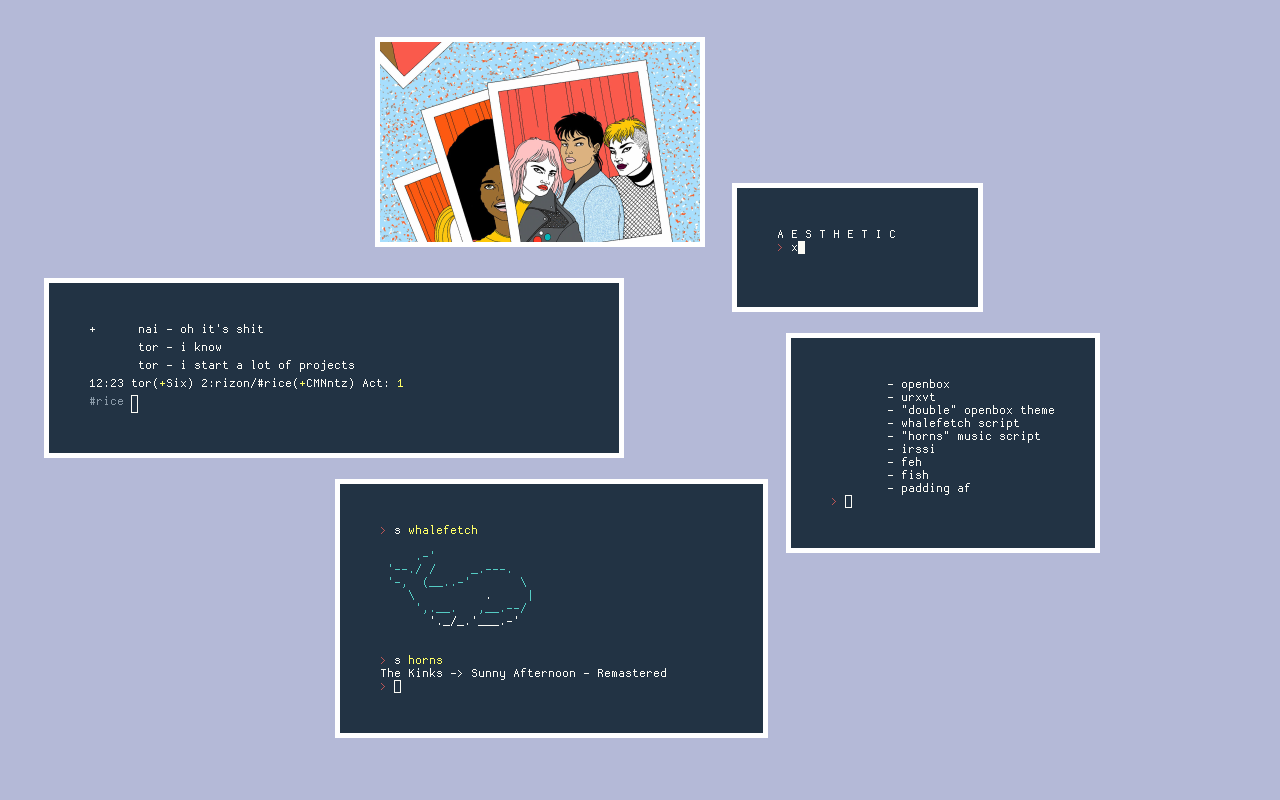 A E S T H E T I C
> x
+ nai - oh it's shit
tor - i know
tor - i start a lot of projects
12:23 tor(+Six) 2:rizon/#rice(+CMNntz) Act: 1
#rice
- openbox
- urxvt
- "double" openbox theme
- whalefetch script
- "horns" music script
- irssi
- feh
- fish
- padding af
>
> s whalefetch
> s horns
The Kinks -> Sunny Afternoon - Remastered
>